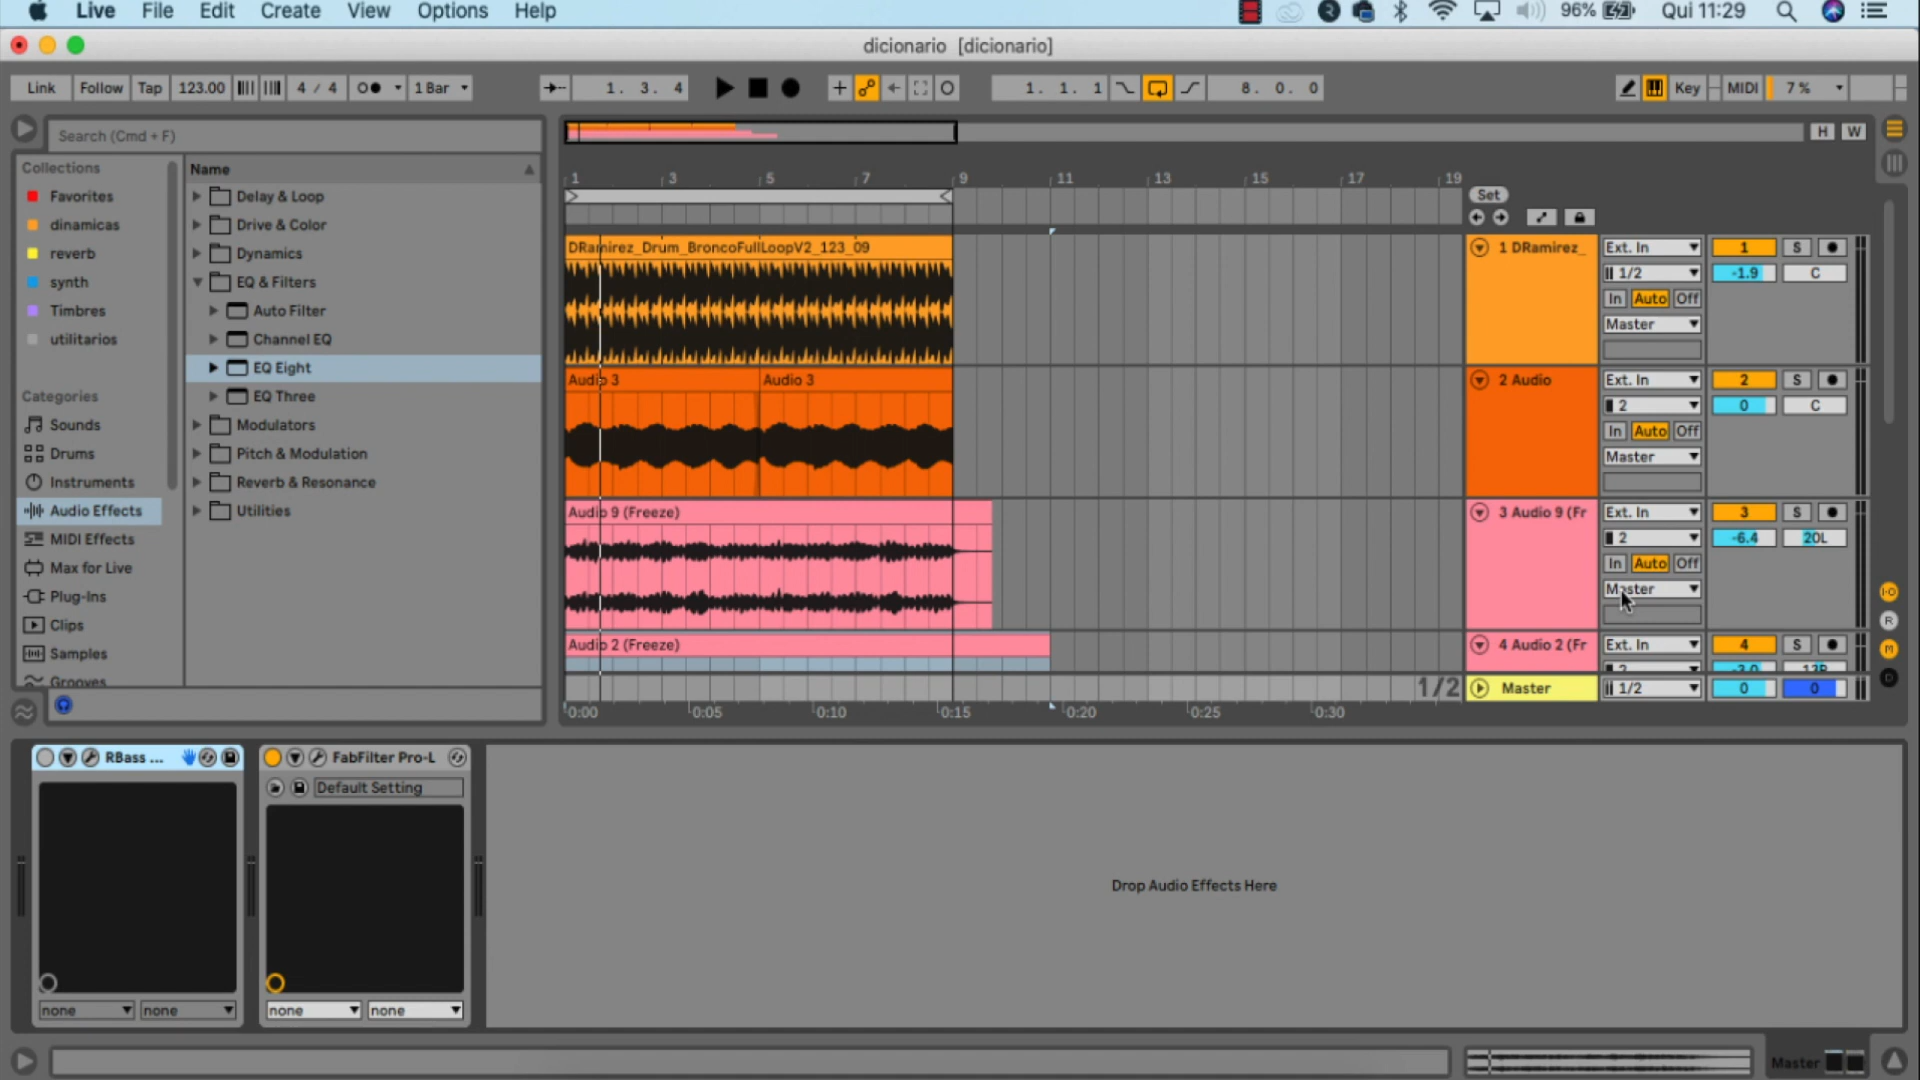 Live File Edit Create View Options Help 96% Qui 11:29
dicionario [dicionario]
Link Follow Tap 123.00 4 / 4 1 Bar 1. 3. 4 1. 1. 1 8. 0. 0 Key MIDI 7 %
Search (Cmd + F)
H W
Collections
Favorites
dinamicas
reverb
synth
Timbres
utilitarios
Categories
Sounds
Drums
Instruments
Audio Effects
MIDI Effects
Max for Live
Plug-Ins
Clips
Samples
Grooves
Name
Delay & Loop
Drive & Color
Dynamics
EQ & Filters
Auto Filter
Channel EQ
EQ Eight
EQ Three
Modulators
Pitch & Modulation
Reverb & Resonance
Utilities
1 3 5 7 9 11 13 15 17 19
Set
DRamirez_Drum_BroncoFullLoopV2_123_09
1 DRamirez_ Ext. In 1 S
1/2 -1.9 C
In Auto Off
Master
Audio 3 Audio 3
2 Audio Ext. In 2 S
2 0 C
In Auto Off
Master
Audio 9 (Freeze)
3 Audio 9 (Fr Ext. In 3 S
2 -6.4 20L
In Auto Off
Master
Audio 2 (Freeze)
4 Audio 2 (Fr Ext. In 4 S
2 -3.0 13R
1/2 Master 1/2 0 0
0:00 0:05 0:10 0:15 0:20 0:25 0:30
I-O
R
M
D
RBass ...
none none
FabFilter Pro-L
Default Setting
none none
Drop Audio Effects Here
Master